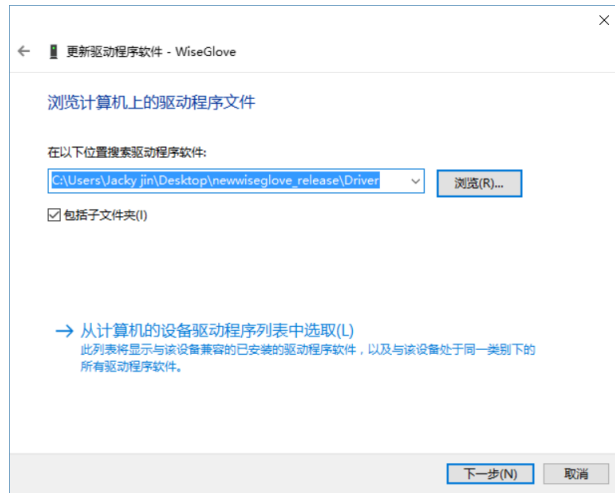 更新驱动程序软件 - WiseGlove
浏览计算机上的驱动程序文件
在以下位置搜索驱动程序软件:
C:\Users\Jacky jin\Desktop\newwiseglove_release\Driver
浏览(R)...
包括子文件夹(I)
从计算机的设备驱动程序列表中选取(L)
此列表将显示与该设备兼容的已安装的驱动程序软件，以及与该设备处于同一类别下的
所有驱动程序软件。
下一步(N)
取消